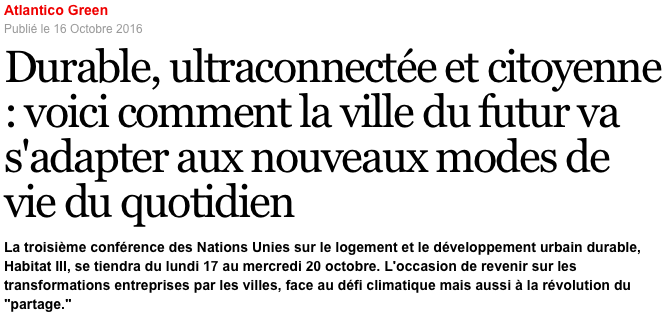 Atlantico Green
Publié le 16 Octobre 2016
Durable, ultraconnectée et citoyenne
: voici comment la ville du futur va
s'adapter aux nouveaux modes de
vie du quotidien
La troisième conférence des Nations Unies sur le logement et le développement urbain durable,
Habitat III, se tiendra du lundi 17 au mercredi 20 octobre. L'occasion de revenir sur les
transformations entreprises par les villes, face au défi climatique mais aussi à la révolution du
"partage."